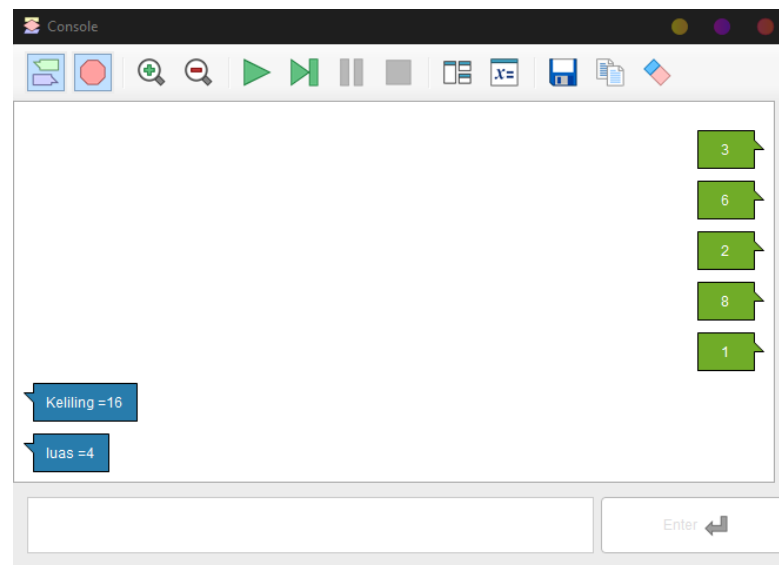 Console
x=
3
6
2
8
1
Keliling =16
luas =4
Enter